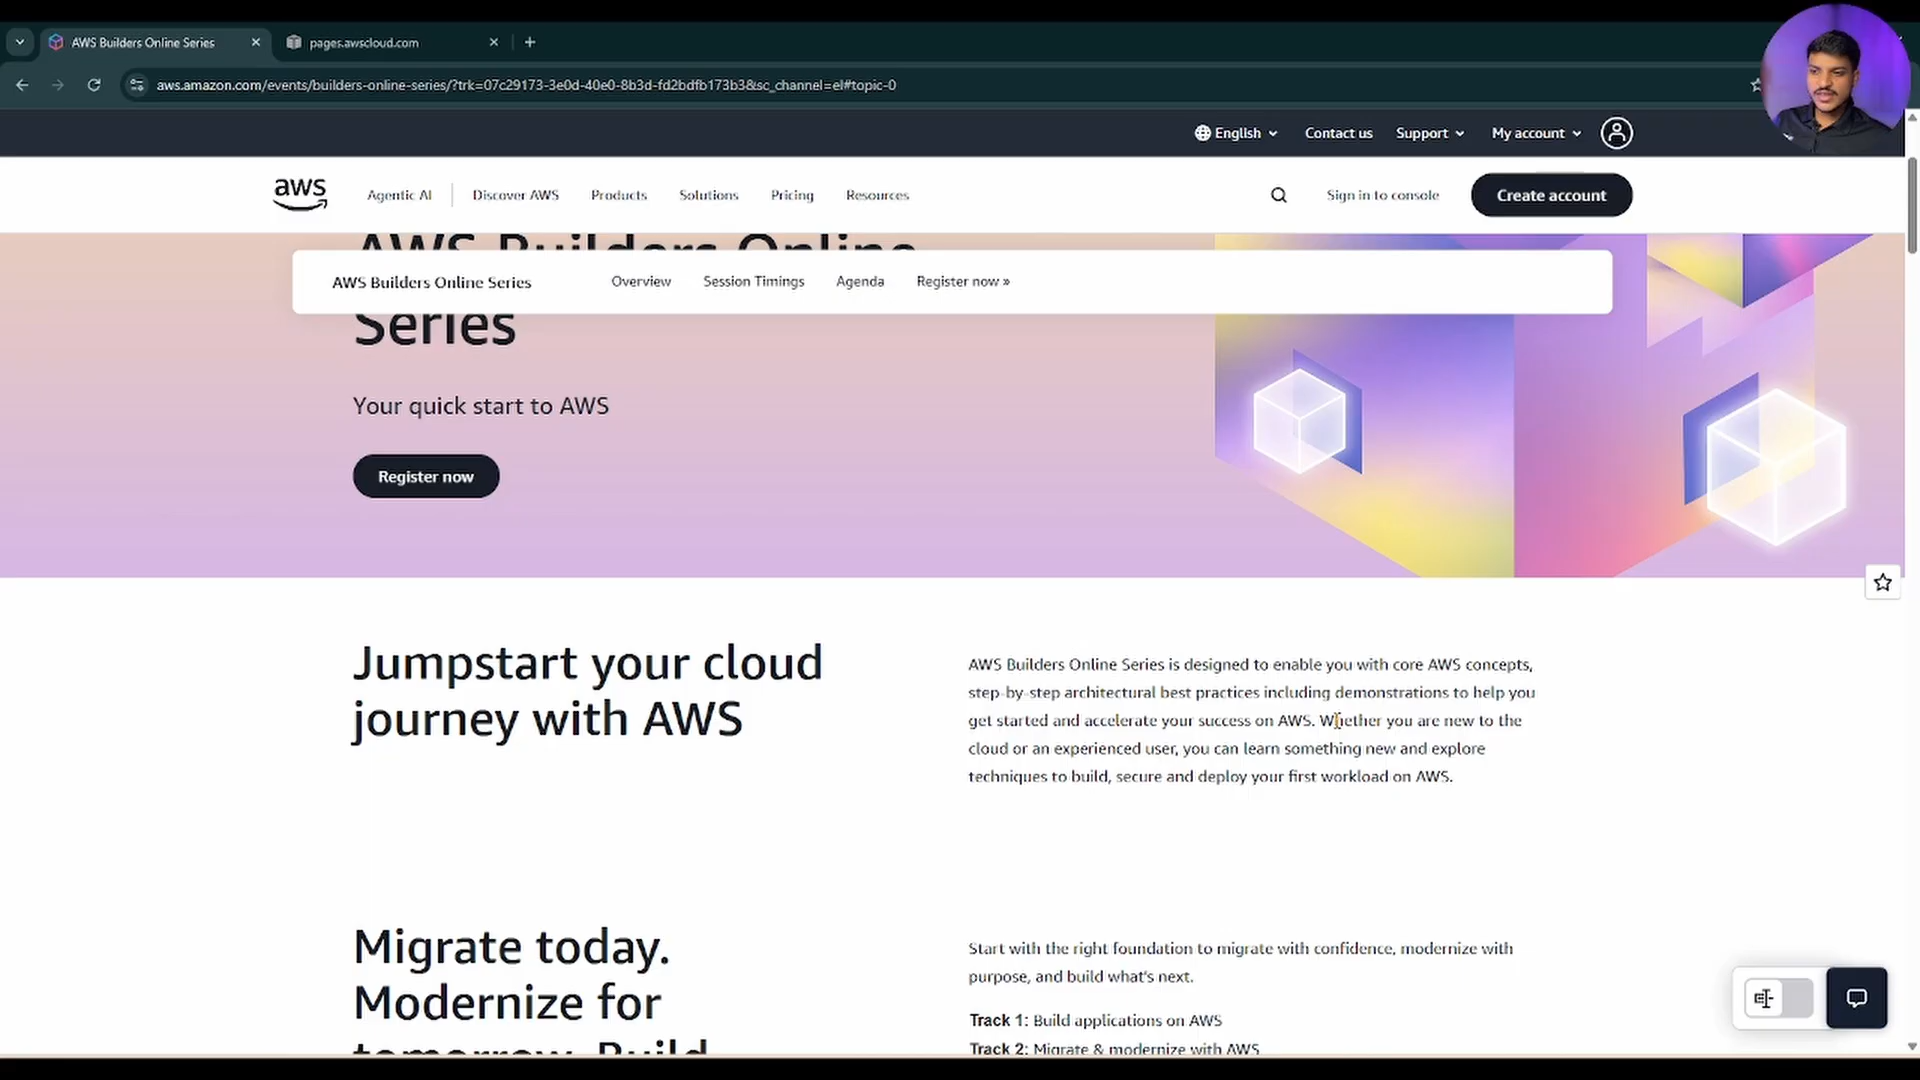 AWS Builders Online Series
pages.awscloud.com
aws.amazon.com/events/builders-online-series/?trk=07c29173-3e0d-40e0-8b3d-fd2bdfb173b3&sc_channel=el#topic-0
English
Contact us
Support
My account
aws
Agentic AI
Discover AWS
Products
Solutions
Pricing
Resources
Sign in to console
Create account
AWS Builders Online
AWS Builders Online Series
Overview
Session Timings
Agenda
Register now »
Series
Your quick start to AWS
Register now
Jumpstart your cloud
journey with AWS
AWS Builders Online Series is designed to enable you with core AWS concepts,
step-by-step architectural best practices including demonstrations to help you
get started and accelerate your success on AWS. Whether you are new to the
cloud or an experienced user, you can learn something new and explore
techniques to build, secure and deploy your first workload on AWS.
Migrate today.
Modernize for
tomorrow. Build
Start with the right foundation to migrate with confidence, modernize with
purpose, and build what's next.
Track 1: Build applications on AWS
Track 2: Migrate & modernize with AWS